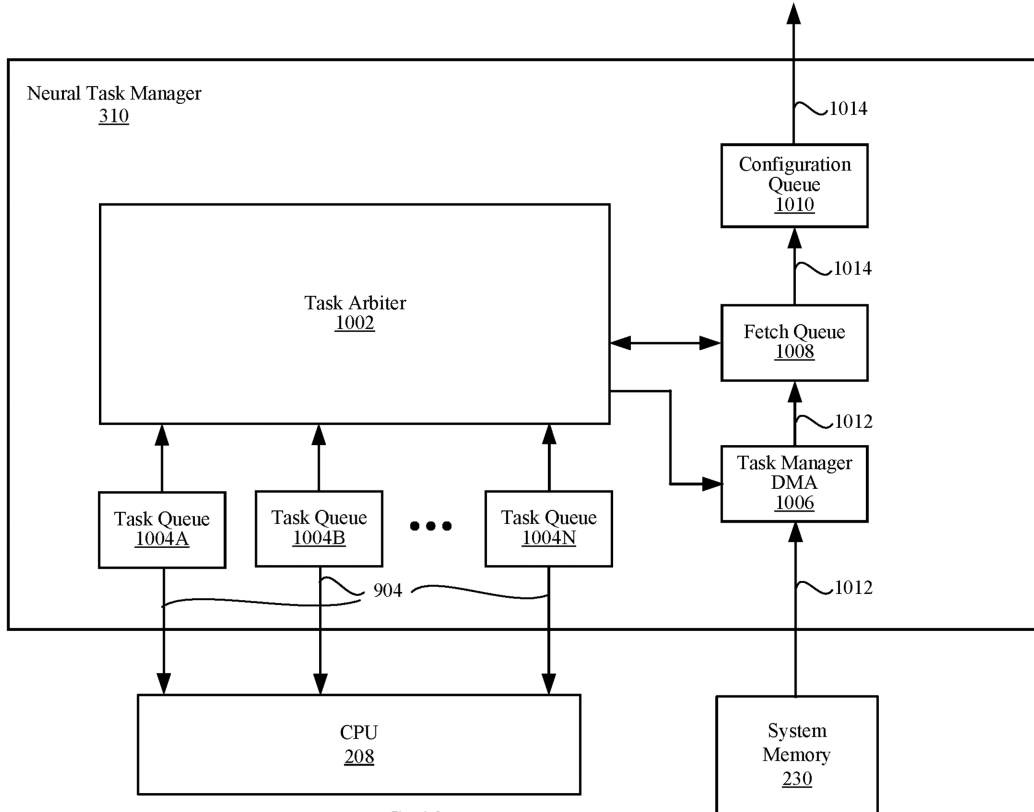 Neural Task Manager
310
1014
Configuration
Queue
1010
1014
Task Arbiter
1002
Fetch Queue
1008
1012
Task Manager
DMA
1006
Task Queue
1004A
Task Queue
1004B
Task Queue
1004N
904
1012
CPU
208
System
Memory
230